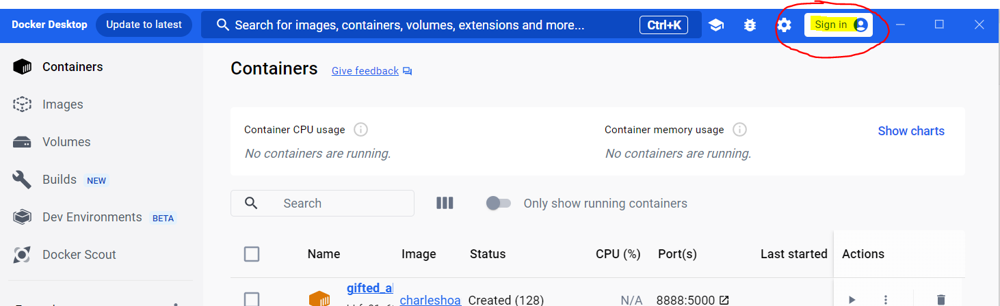 Docker Desktop Update to latest Search for images, containers, volumes, extensions and more... Ctrl+K Sign in
Containers
Images
Volumes
Builds NEW
Dev Environments BETA
Docker Scout
Containers Give feedback
Container CPU usage Container memory usage Show charts
No containers are running. No containers are running.
Search Only show running containers
Name Image Status CPU (%) Port(s) Last started Actions
gifted_a
charleshoa Created (128) N/A 8888:5000